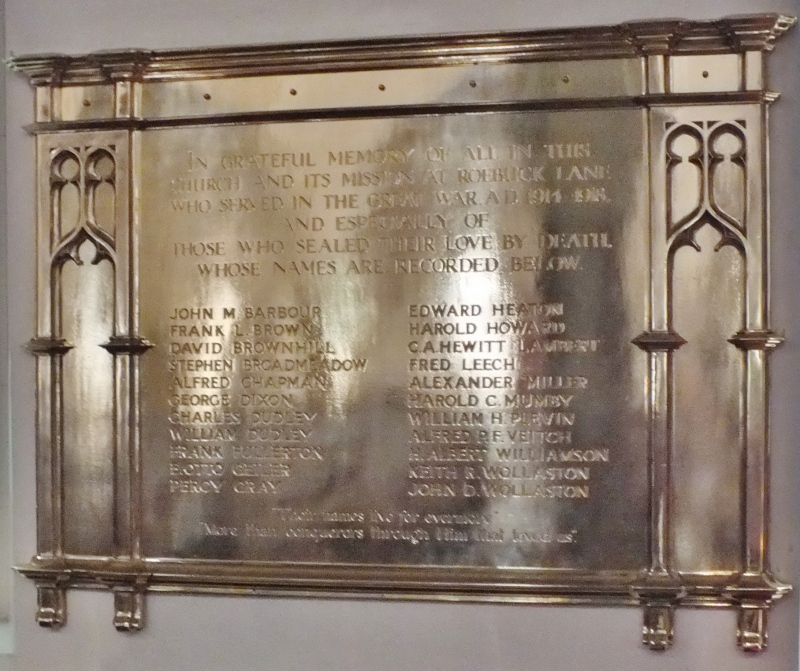 IN GRATEFUL MEMORY OF ALL IN THIS
CHURCH AND ITS MISSION AT ROEBUCK LANE
WHO SERVED IN THE GREAT WAR A.D. 1914-1918,
AND ESPECIALLY OF
THOSE WHO SEALED THEIR LOVE BY DEATH,
WHOSE NAMES ARE RECORDED BELOW.
JOHN M. BARBOUR
FRANK L. BROWN
DAVID BROWNHILL
STEPHEN BROADMEADOW
ALFRED CHAPMAN
GEORGE DIXON
CHARLES DUDLEY
WILLIAM DUDLEY
FRANK FULLERTON
OTTO
PERCY GRAY
EDWARD HEATON
HAROLD HOWARD
C.A. HEWITT LAMBERT
FRED LEECH
ALEXANDER MILLER
HAROLD C. MUMBY
WILLIAM H. PLEVIN
ALFRED P.F. VEITCH
H. ALBERT WILLIAMSON
KEITH R. WOLLASTON
JOHN D. WOLLASTON
"Their names live for evermore"
"More than conquerors through Him that loved us".